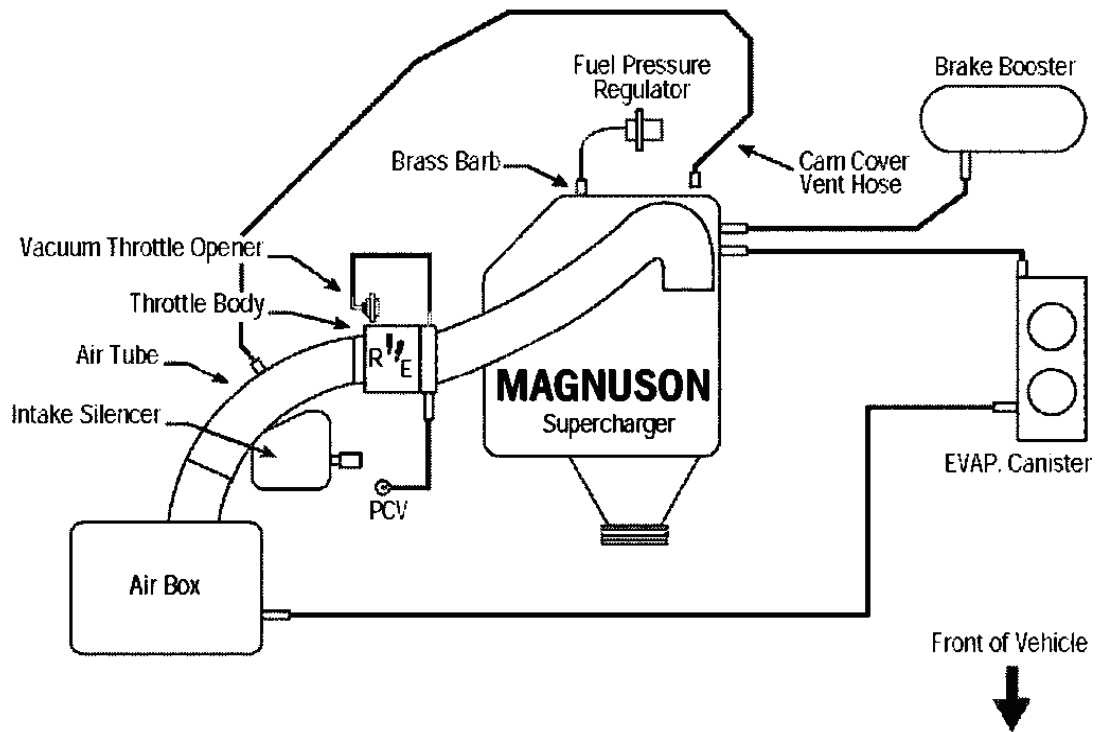 Fuel Pressure
Regulator
Brake Booster
Brass Barb
Cam Cover
Vent Hose
Vacuum Throttle Opener
Throttle Body
Air Tube
R
E
Intake Silencer
MAGNUSON
Supercharger
EVAP. Canister
PCV
Air Box
Front of Vehicle